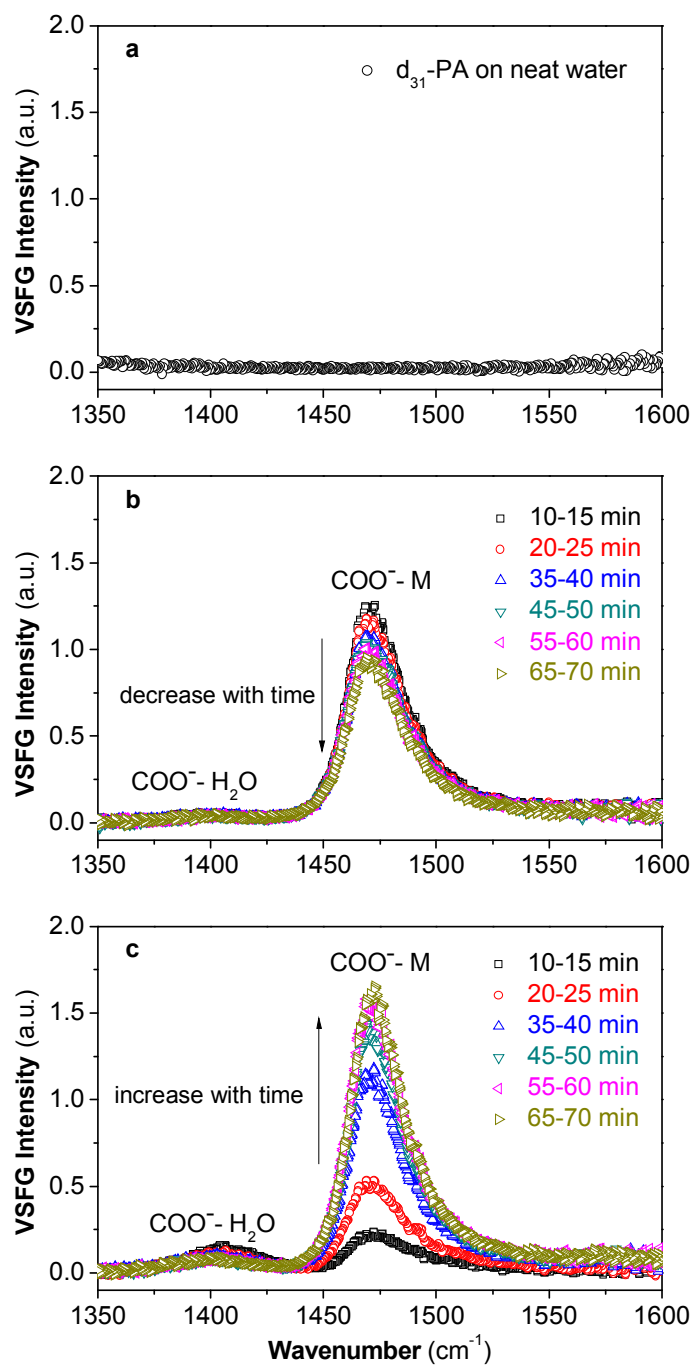 2.0
a
d31-PA on neat water
1.5
1.0
0.5
0.0
VSFG Intensity (a.u.)
1350 1400 1450 1500 1550 1600
2.0
b
10-15 min
20-25 min
35-40 min
45-50 min
55-60 min
65-70 min
1.5
COO⁻- M
1.0
decrease with time
0.5
COO⁻- H₂O
0.0
VSFG Intensity (a.u.)
1350 1400 1450 1500 1550 1600
2.0
c
COO⁻- M
10-15 min
20-25 min
35-40 min
45-50 min
55-60 min
65-70 min
1.5
1.0
increase with time
0.5
COO⁻- H₂O
0.0
VSFG Intensity (a.u.)
1350 1400 1450 1500 1550 1600
Wavenumber (cm⁻¹)